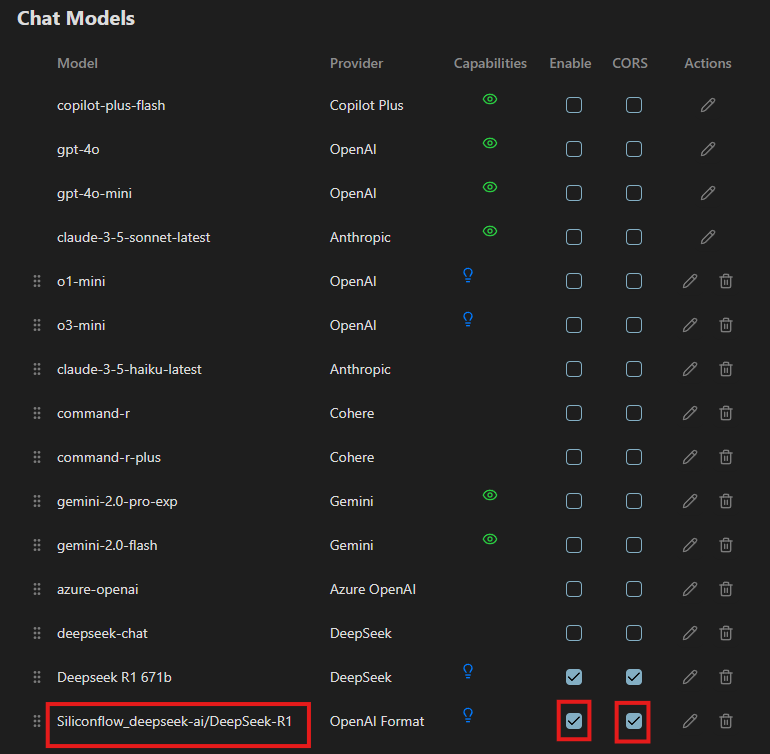 Chat Models
Model Provider Capabilities Enable CORS Actions
copilot-plus-flash Copilot Plus
gpt-4o OpenAI
gpt-4o-mini OpenAI
claude-3-5-sonnet-latest Anthropic
o1-mini OpenAI
o3-mini OpenAI
claude-3-5-haiku-latest Anthropic
command-r Cohere
command-r-plus Cohere
gemini-2.0-pro-exp Gemini
gemini-2.0-flash Gemini
azure-openai Azure OpenAI
deepseek-chat DeepSeek
Deepseek R1 671b DeepSeek
Siliconflow_deepseek-ai/DeepSeek-R1 OpenAI Format